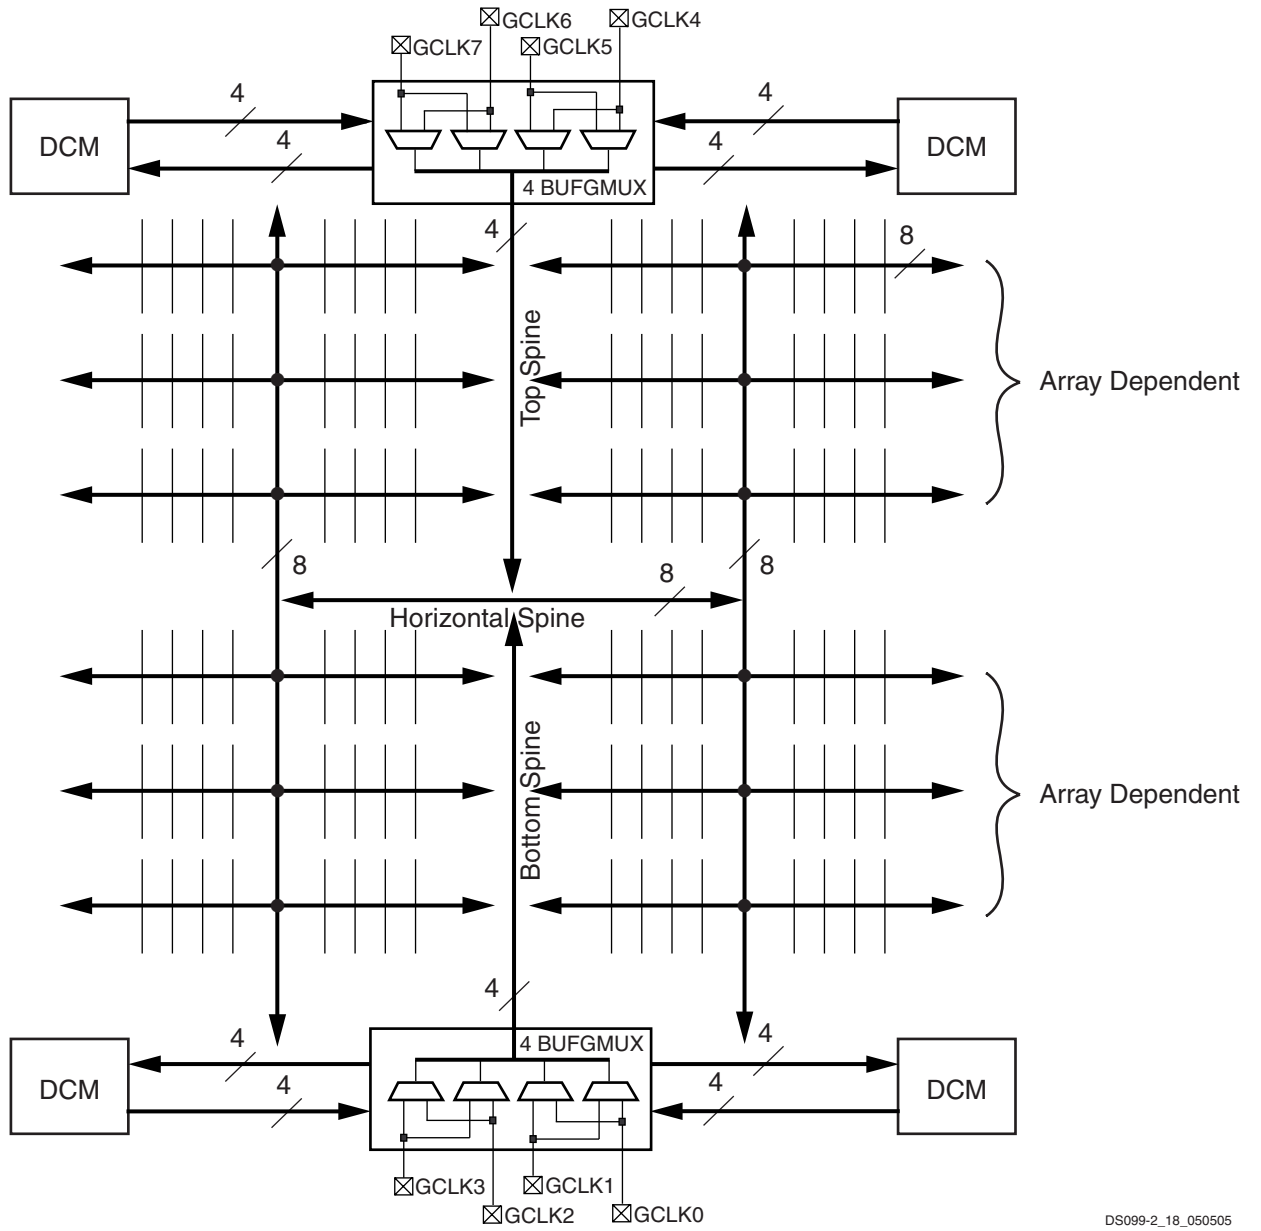 GCLK6
GCLK4
GCLK7
GCLK5
4
4
DCM
DCM
4
4
4 BUFGMUX
4
8
Top Spine
Array Dependent
8
8
8
Horizontal Spine
Bottom Spine
Array Dependent
4
4 BUFGMUX
4
4
DCM
DCM
4
4
GCLK3
GCLK1
GCLK2
GCLK0
DS099-2_18_050505